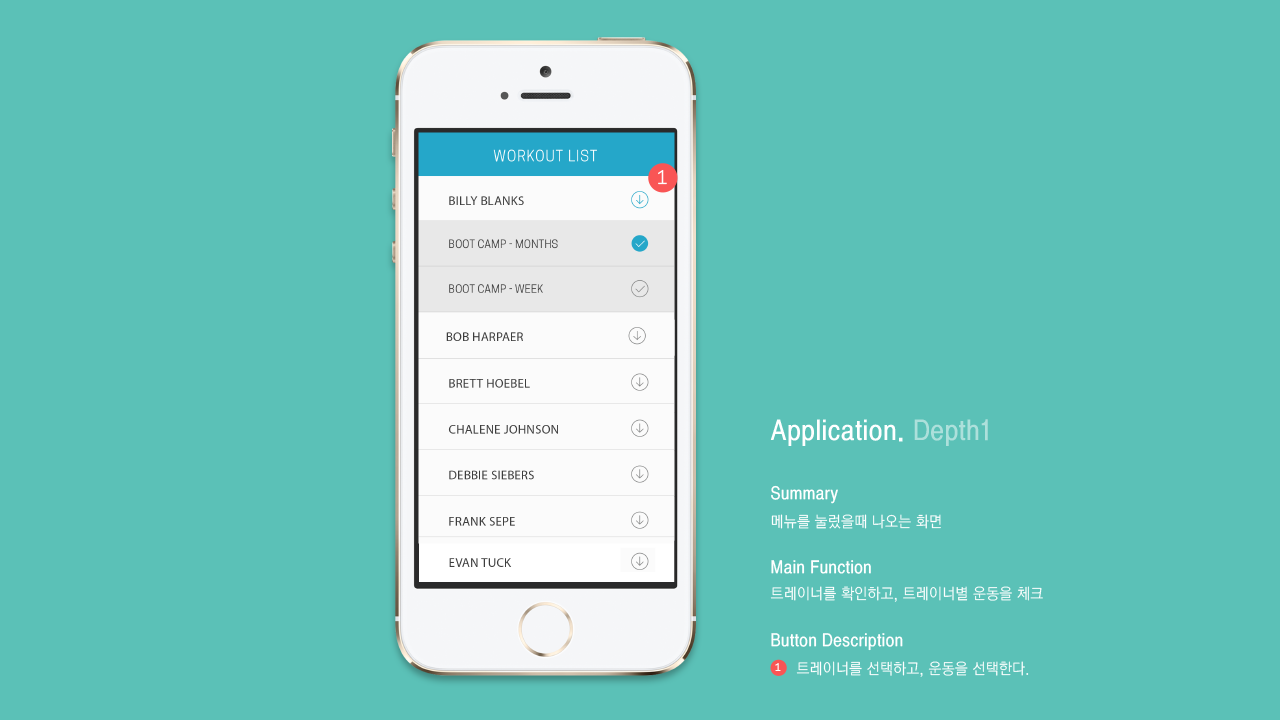 WORKOUT LIST
1
BILLY BLANKS
BOOT CAMP - MONTHS
BOOT CAMP - WEEK
BOB HARPAER
BRETT HOEBEL
CHALENE JOHNSON
DEBBIE SIEBERS
FRANK SEPE
EVAN TUCK
Application. Depth1
Summary
메뉴를 눌렀을때 나오는 화면
Main Function
트레이너를 확인하고, 트레이너별 운동을 체크
Button Description
1 트레이너를 선택하고, 운동을 선택한다.